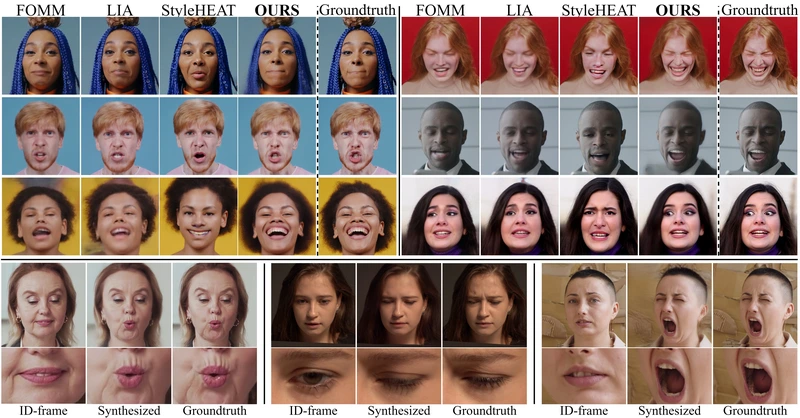 FOMM LIA StyleHEAT OURS Groundtruth FOMM LIA StyleHEAT OURS Groundtruth
ID-frame Synthesized Groundtruth ID-frame Synthesized Groundtruth ID-frame Synthesized Groundtruth